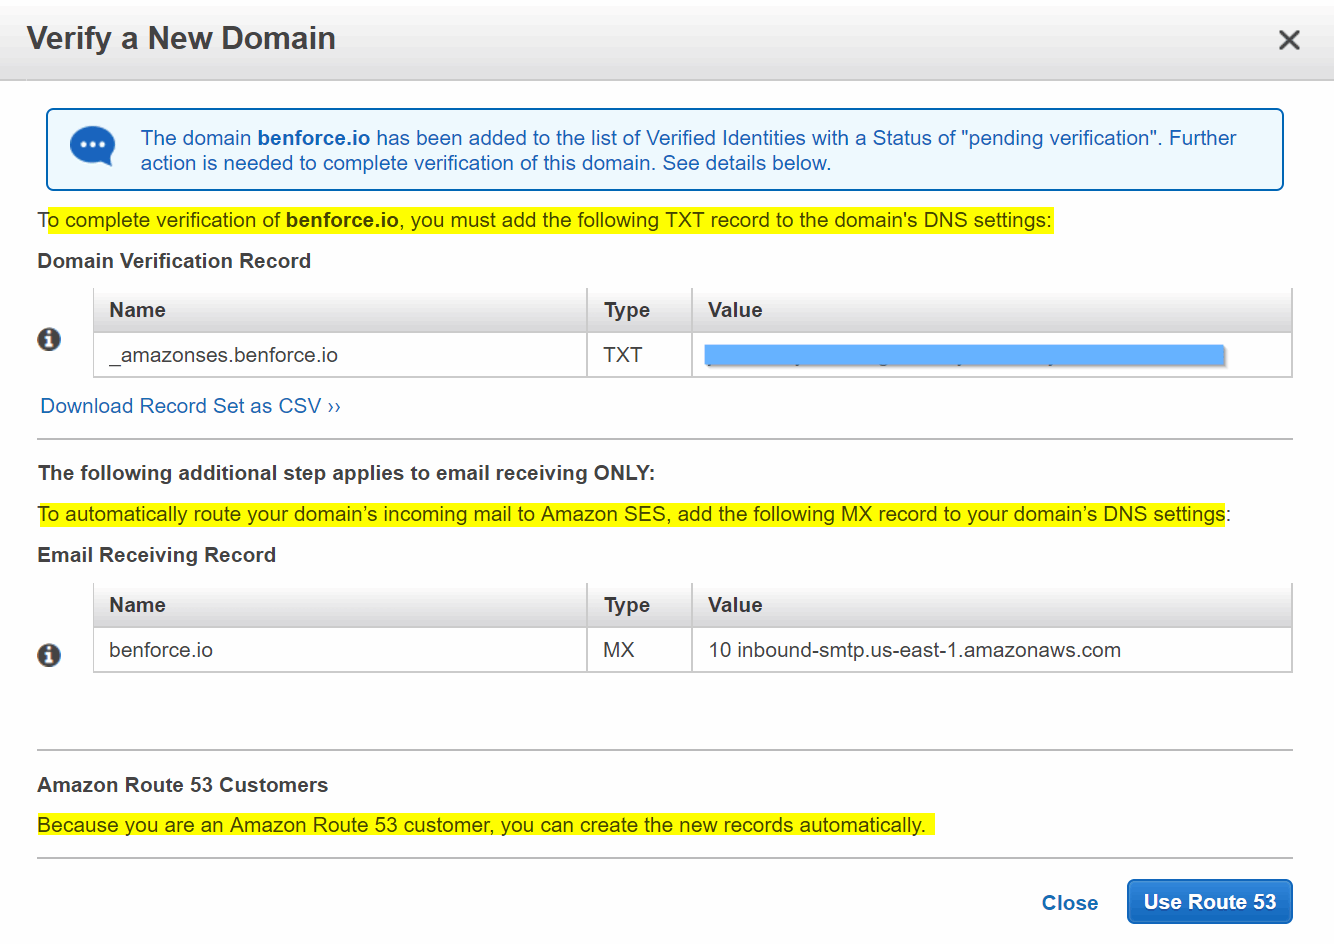 Verify a New Domain
The domain benforce.io has been added to the list of Verified Identities with a Status of "pending verification". Further
action is needed to complete verification of this domain. See details below.
To complete verification of benforce.io, you must add the following TXT record to the domain's DNS settings:
Domain Verification Record
Name Type Value
_amazonses.benforce.io TXT
Download Record Set as CSV ››
The following additional step applies to email receiving ONLY:
To automatically route your domain’s incoming mail to Amazon SES, add the following MX record to your domain’s DNS settings:
Email Receiving Record
Name Type Value
benforce.io MX 10 inbound-smtp.us-east-1.amazonaws.com
Amazon Route 53 Customers
Because you are an Amazon Route 53 customer, you can create the new records automatically.
Close Use Route 53